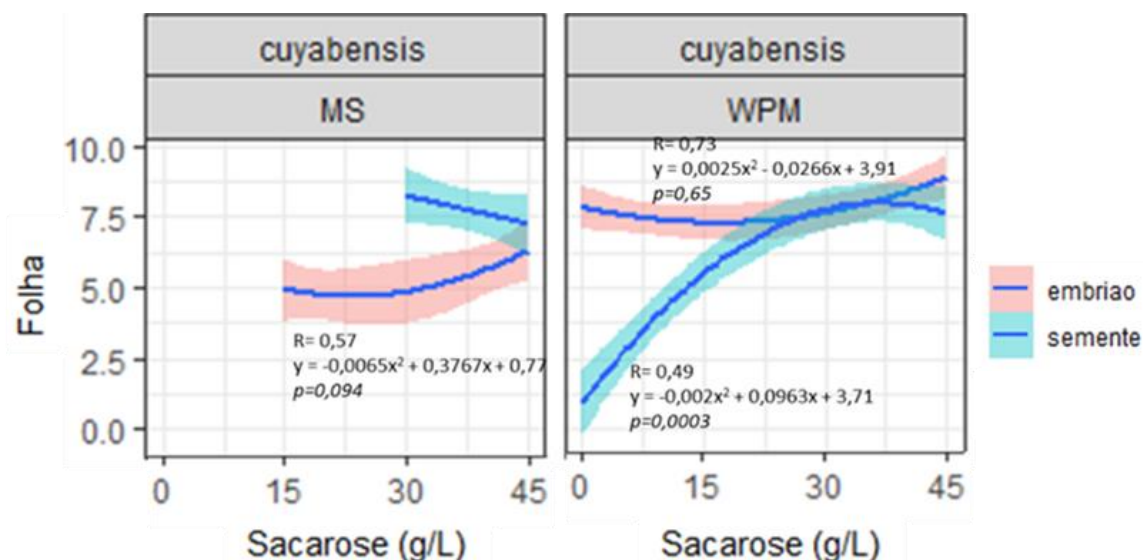 cuyabensis
MS
cuyabensis
WPM
Folha
10.0
7.5
5.0
2.5
0.0
R= 0,57
y = -0,0065x² + 0,3767x + 0,77
p=0,094
R= 0,73
y = 0,0025x² - 0,0266x + 3,91
p=0,65
R= 0,49
y = -0,002x² + 0,0963x + 3,71
p=0,0003
0 15 30 45
0 15 30 45
Sacarose (g/L)
Sacarose (g/L)
embriao
semente